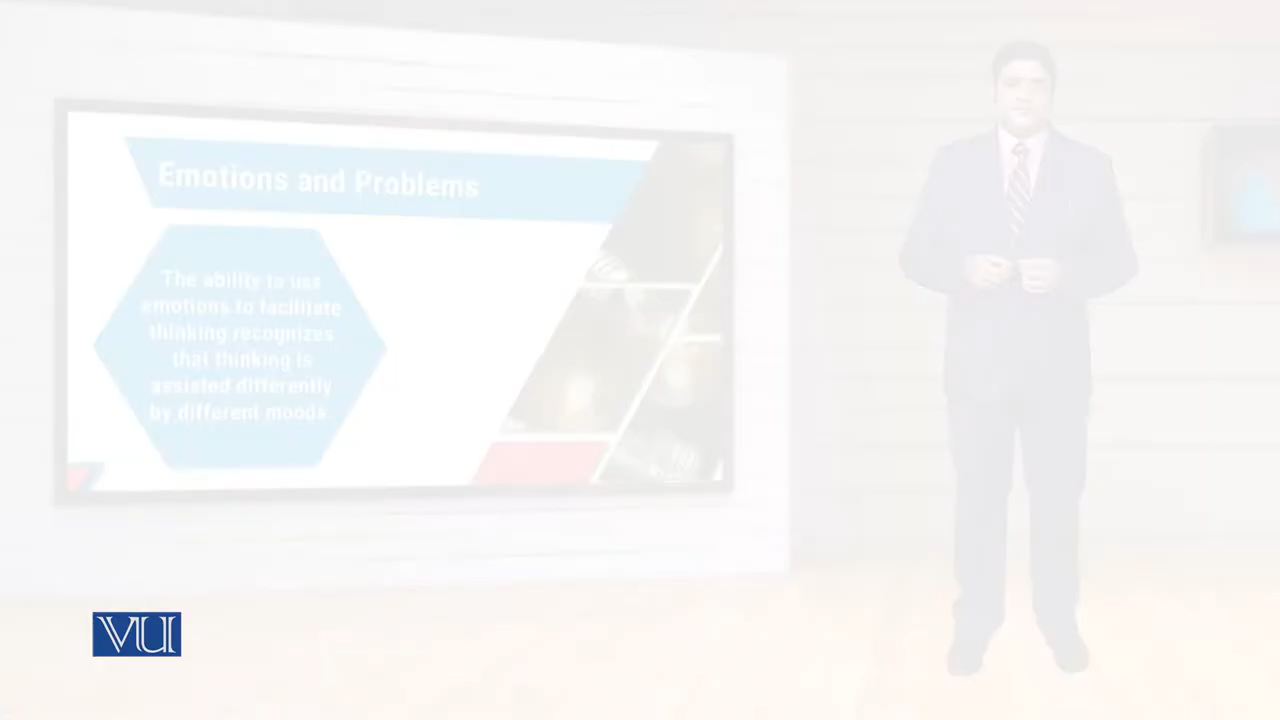 Emotions and Problems
The ability to use
emotions to facilitate
thinking recognizes
that thinking is
assisted differently
by different moods.
VU